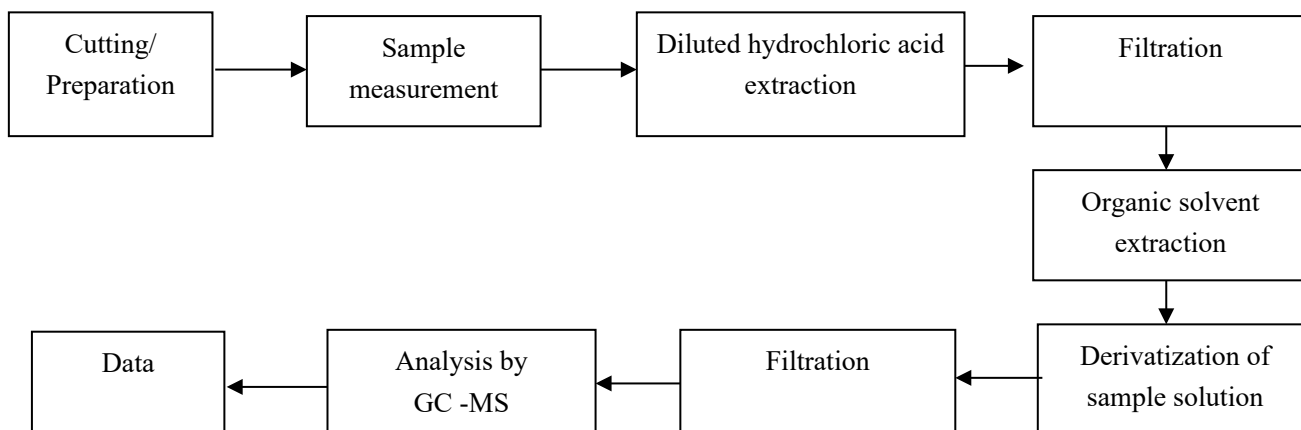 Cutting/
Preparation
Sample
measurement
Diluted hydrochloric acid
extraction
Filtration
Organic solvent
extraction
Derivatization of
sample solution
Filtration
Analysis by
GC -MS
Data